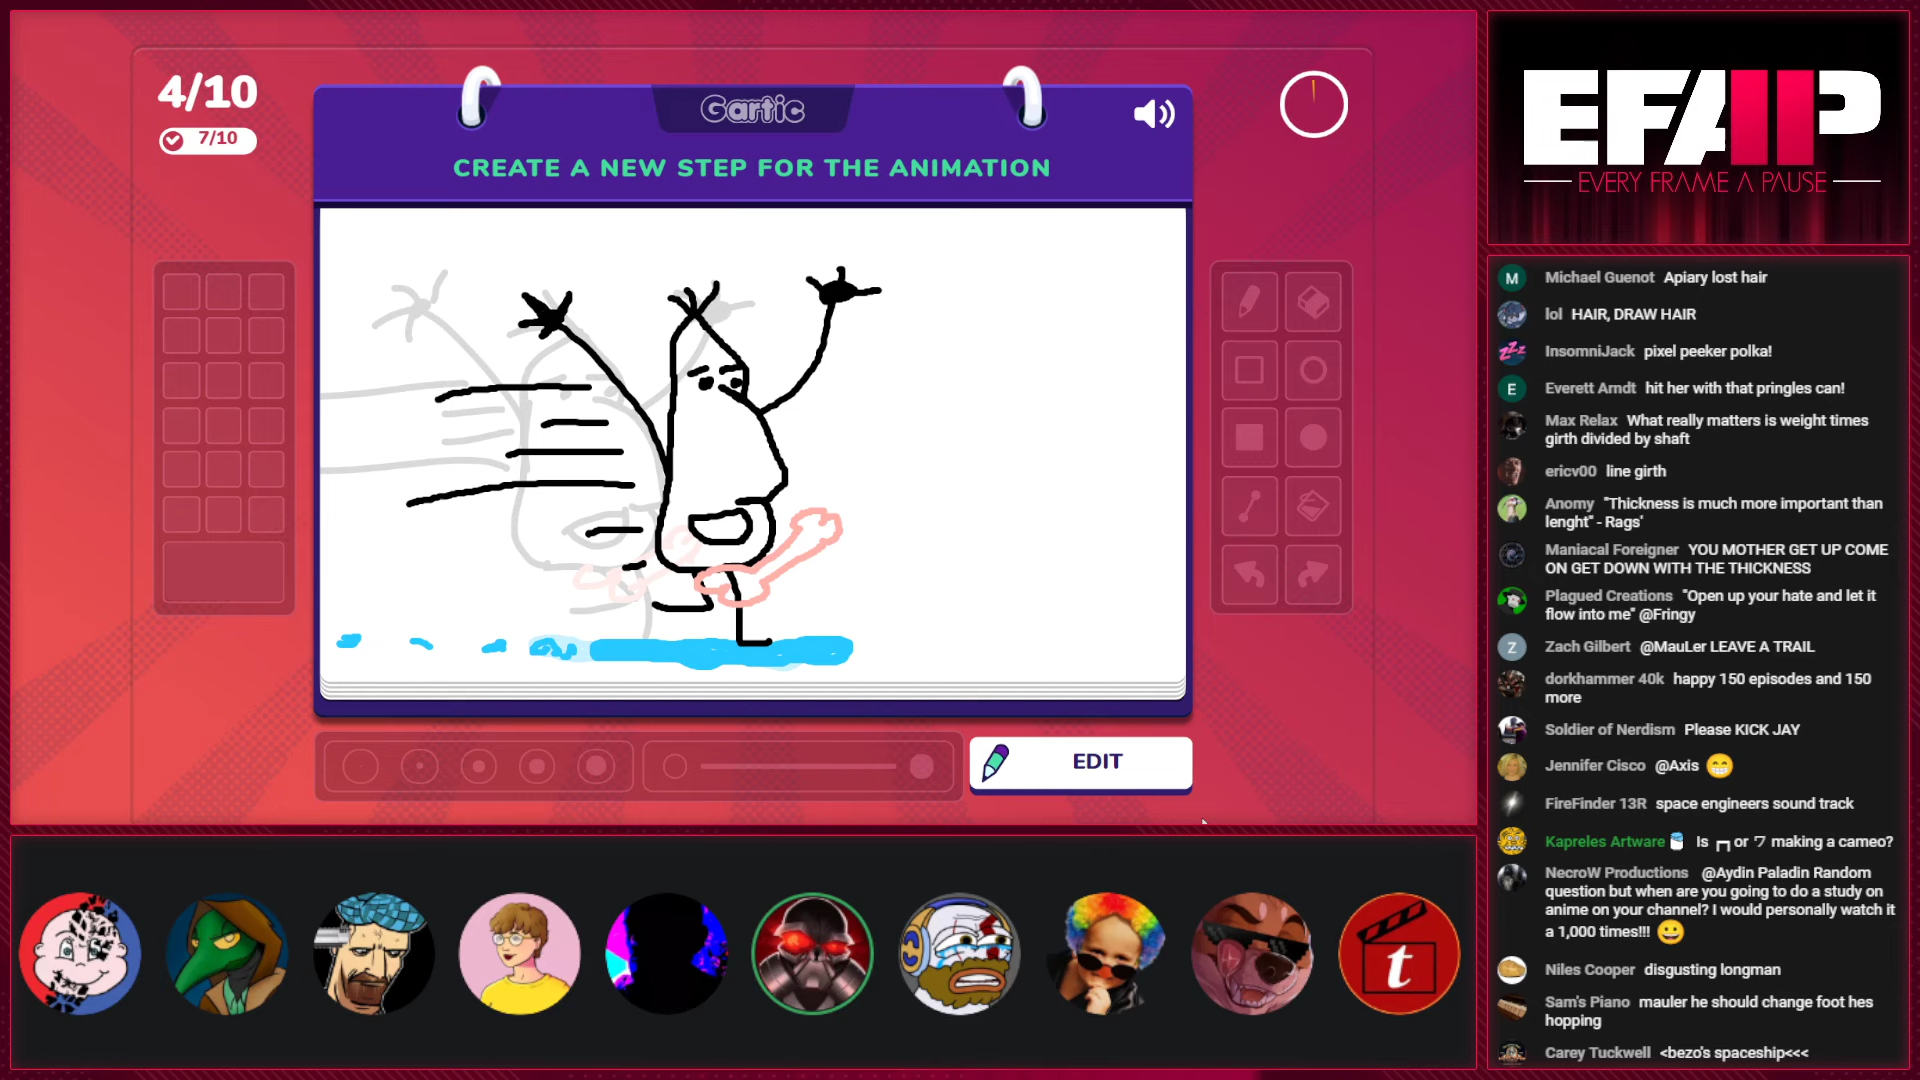 4/10
7/10
Gartic
CREATE A NEW STEP FOR THE ANIMATION
EDIT
t
EFAP
EVERY FRAME A PAUSE
M Michael Guenot Apiary lost hair
lol HAIR, DRAW HAIR
InsomniJack pixel peeker polka!
E Everett Arndt hit her with that pringles can!
Max Relax What really matters is weight times
girth divided by shaft
ericv00 line girth
Anomy "Thickness is much more important than
lenght" - Rags'
Maniacal Foreigner YOU MOTHER GET UP COME
ON GET DOWN WITH THE THICKNESS
Plagued Creations "Open up your hate and let it
flow into me" @Fringy
Z Zach Gilbert @MauLer LEAVE A TRAIL
dorkhammer 40k happy 150 episodes and 150
more
Soldier of Nerdism Please KICK JAY
Jennifer Cisco @Axis 😁
FireFinder 13R space engineers sound track
Kapreles Artware Is ┏┓or ワ making a cameo?
NecroW Productions @Aydin Paladin Random
question but when are you going to do a study on
anime on your channel? I would personally watch it
a 1,000 times!!! 😀
Niles Cooper disgusting longman
Sam's Piano mauler he should change foot hes
hopping
Carey Tuckwell <bezo's spaceship<<<